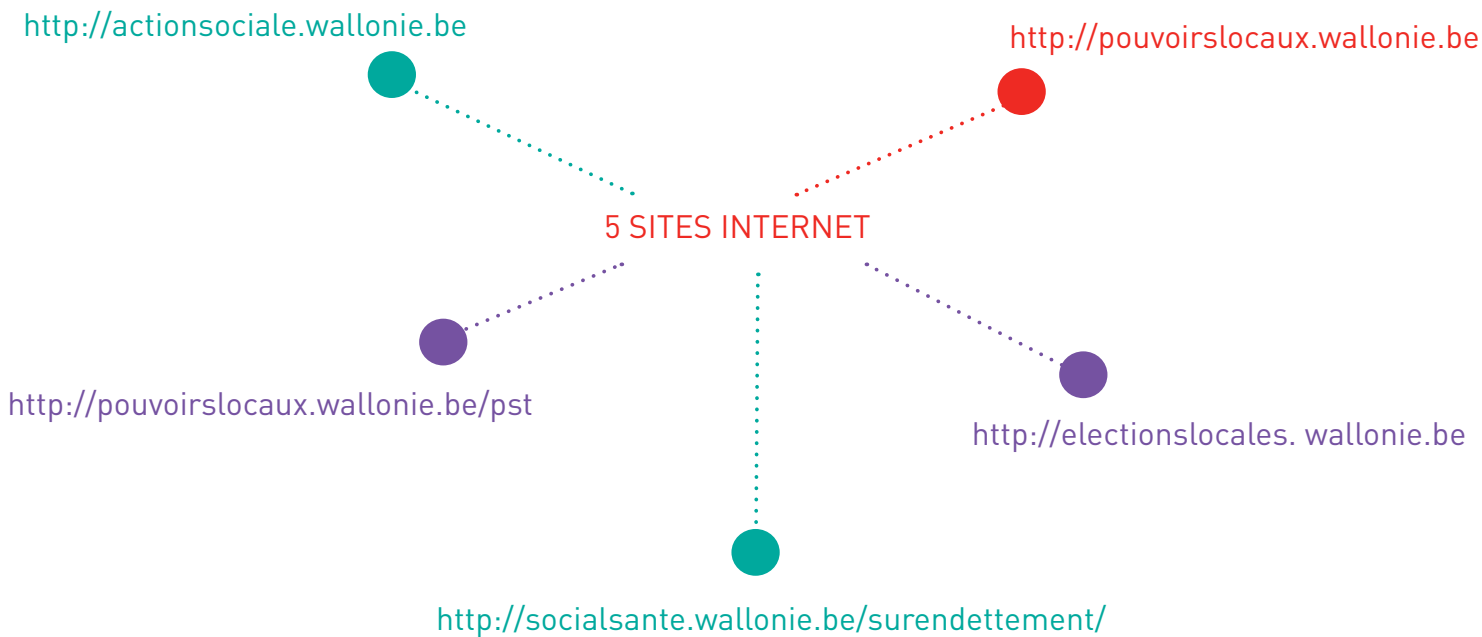 http://actionsociale.wallonie.be
http://pouvoirslocaux.wallonie.be
5 SITES INTERNET
http://pouvoirslocaux.wallonie.be/pst
http://electionslocales. wallonie.be
http://socialsante.wallonie.be/surendettement/